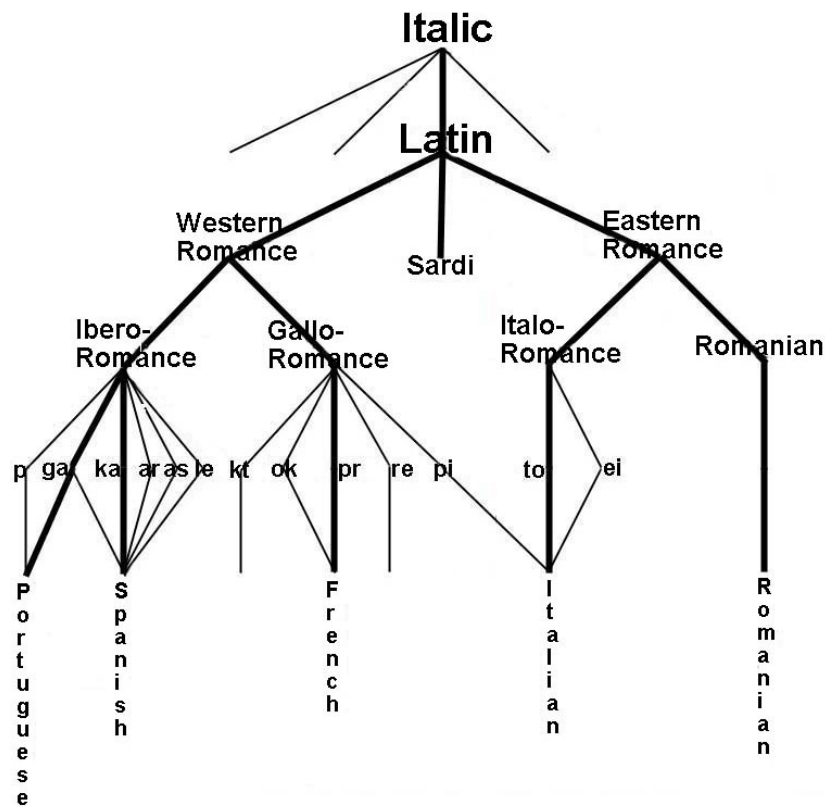 Italic
Latin
Western
Romance
Sardi
Eastern
Romance
Ibero-
Romance
Gallo-
Romance
Italo-
Romance
Romanian
p ga ka ar as le kt ok pr re pi to ei
Portuguese
Spanish
French
Italian
Romanian